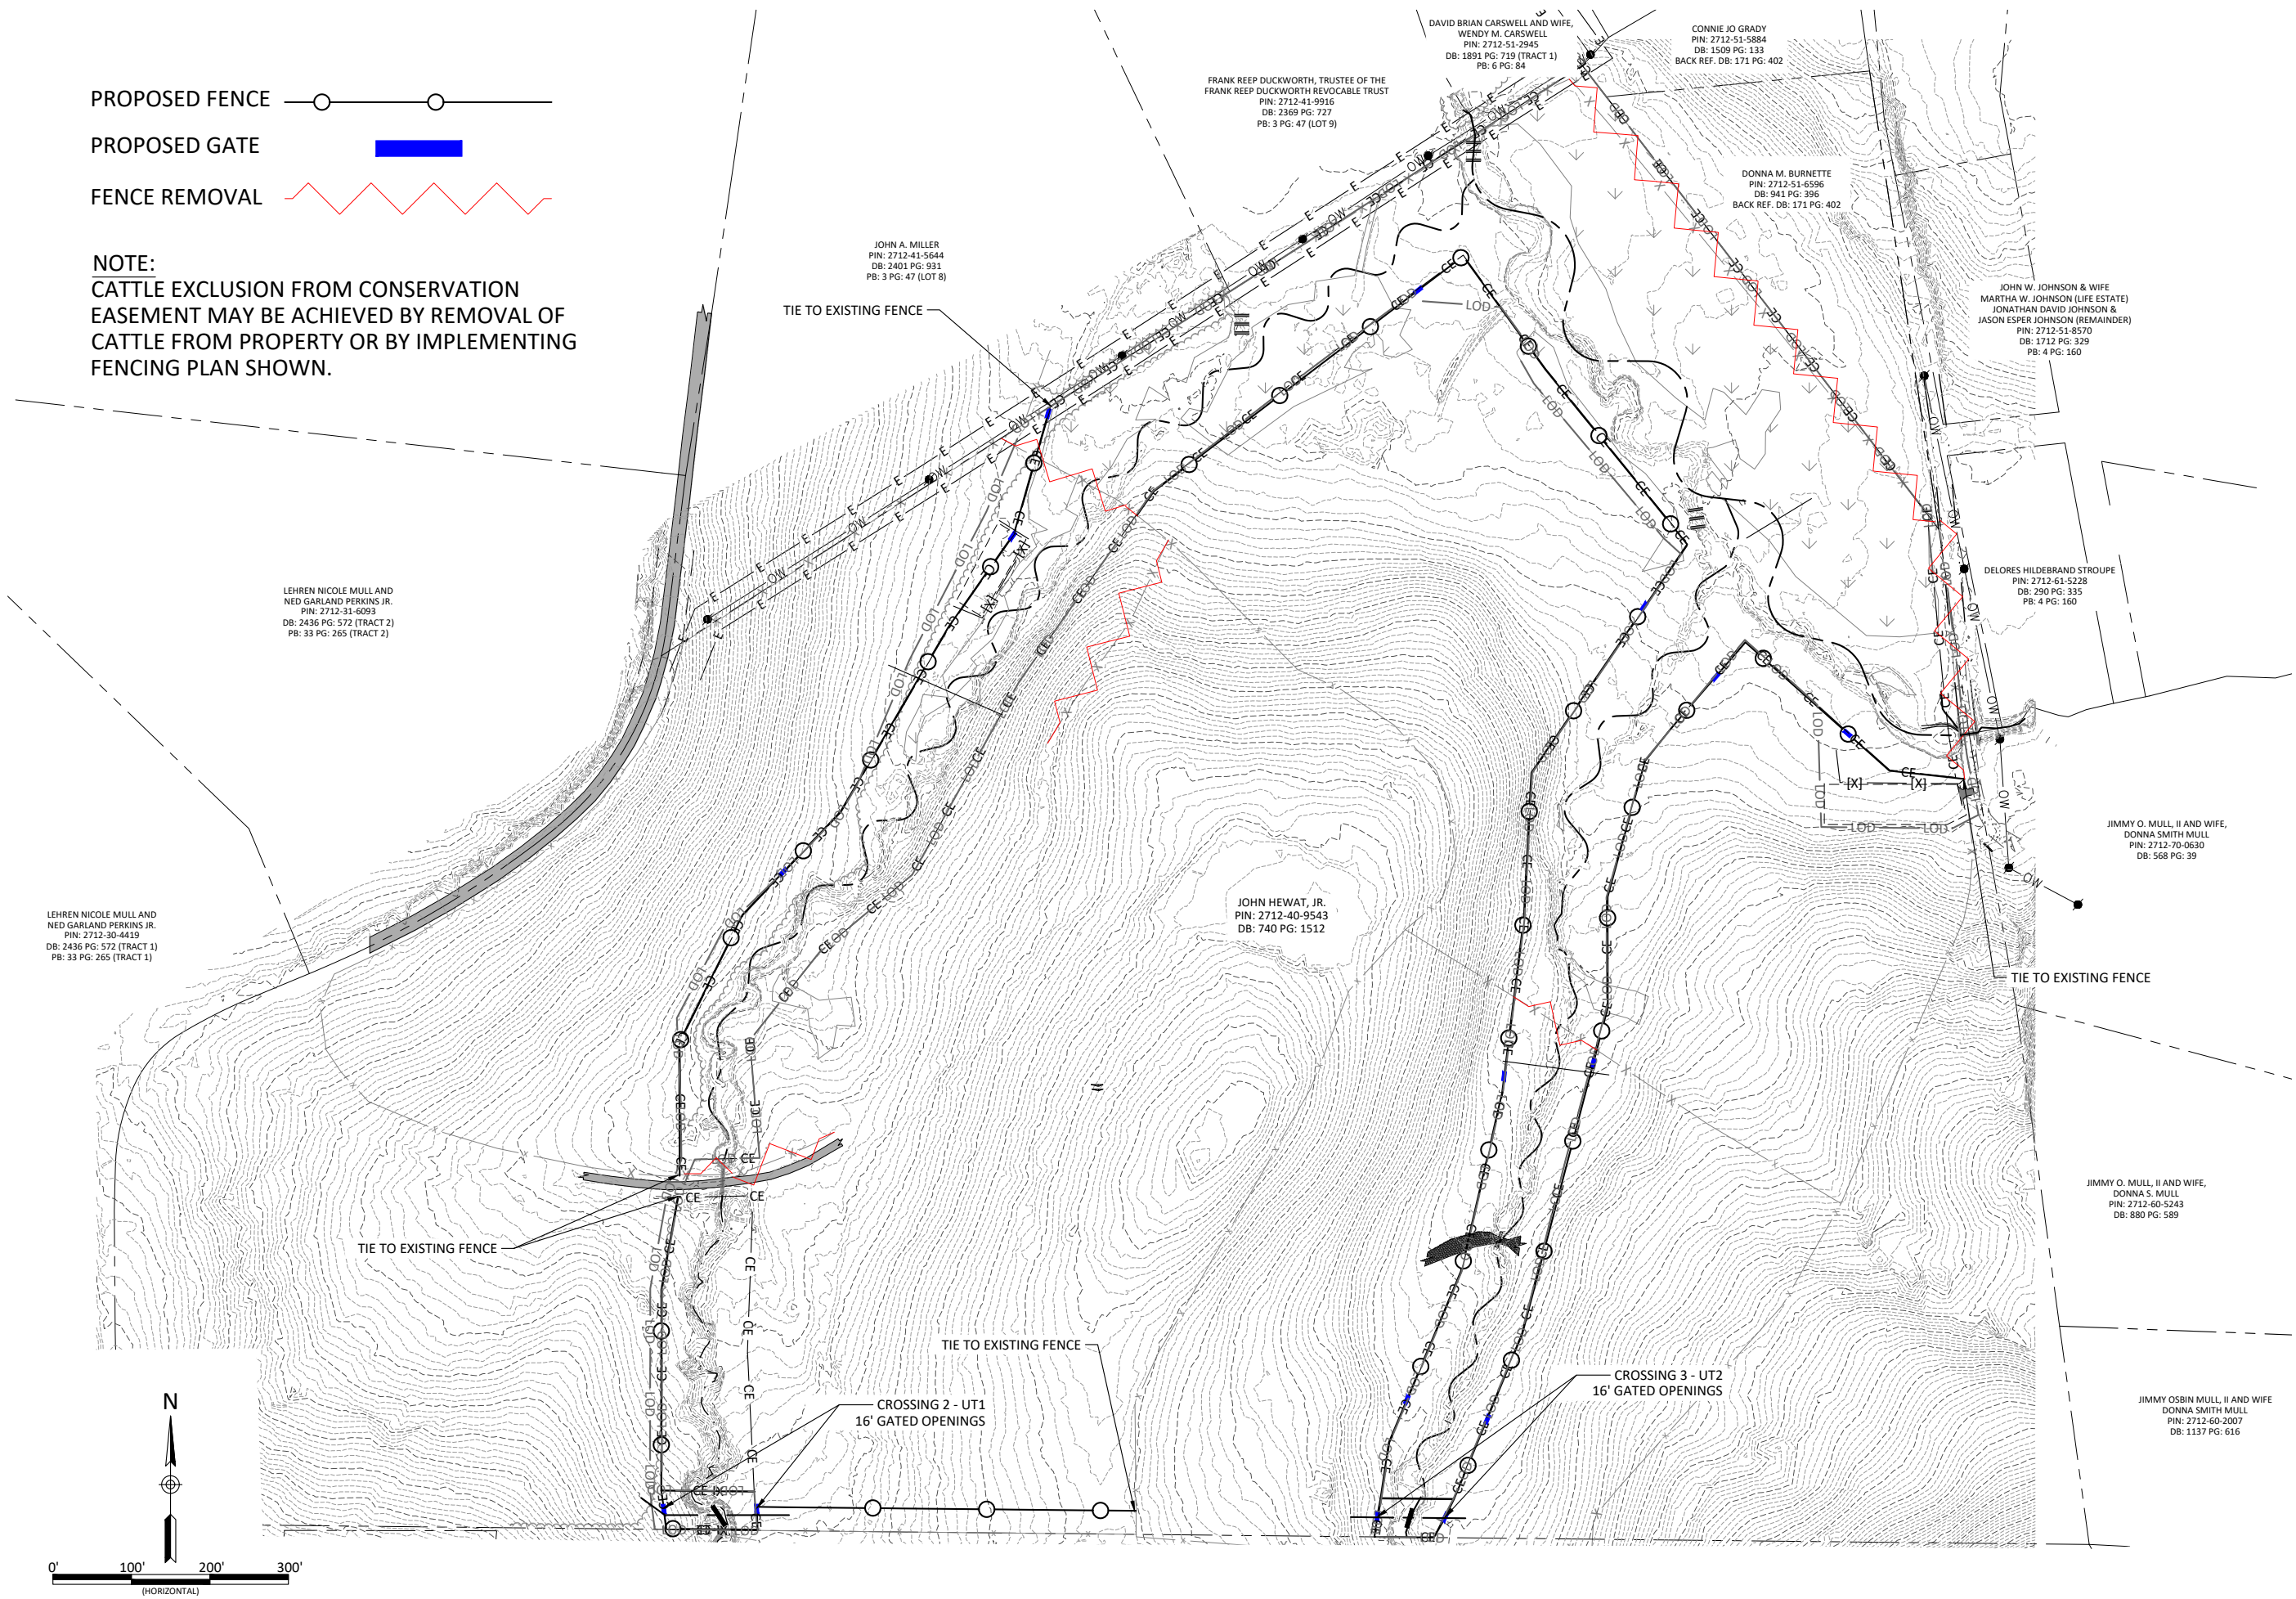 PROPOSED FENCE
PROPOSED GATE
FENCE REMOVAL
NOTE:
CATTLE EXCLUSION FROM CONSERVATION
EASEMENT MAY BE ACHIEVED BY REMOVAL OF
CATTLE FROM PROPERTY OR BY IMPLEMENTING
FENCING PLAN SHOWN.
DAVID BRIAN CARSWELL AND WIFE,
WENDY M. CARSWELL
PIN: 2712-51-2945
DB: 1891 PG: 719 (TRACT 1)
PB: 6 PG: 84
CONNIE JO GRADY
PIN: 2712-51-5884
DB: 1509 PG: 133
BACK REF. DB: 171 PG: 402
FRANK REEP DUCKWORTH, TRUSTEE OF THE
FRANK REEP DUCKWORTH REVOCABLE TRUST
PIN: 2712-41-9916
DB: 2369 PG: 727
PB: 3 PG: 47 (LOT 9)
DONNA M. BURNETTE
PIN: 2712-51-6596
DB: 941 PG: 396
BACK REF. DB: 171 PG: 402
JOHN A. MILLER
PIN: 2712-41-5644
DB: 2401 PG: 931
PB: 3 PG: 47 (LOT 8)
TIE TO EXISTING FENCE
JOHN W. JOHNSON & WIFE
MARTHA W. JOHNSON (LIFE ESTATE)
JONATHAN DAVID JOHNSON &
JASON ESPER JOHNSON (REMAINDER)
PIN: 2712-51-8570
DB: 1712 PG: 329
PB: 4 PG: 160
DELORES HILDEBRAND STROUPE
PIN: 2712-61-5228
DB: 290 PG: 335
PB: 4 PG: 160
LEHREN NICOLE MULL AND
NED GARLAND PERKINS JR.
PIN: 2712-31-6093
DB: 2436 PG: 572 (TRACT 2)
PB: 33 PG: 265 (TRACT 2)
JIMMY O. MULL, II AND WIFE,
DONNA SMITH MULL
PIN: 2712-70-0630
DB: 568 PG: 39
LEHREN NICOLE MULL AND
NED GARLAND PERKINS JR.
PIN: 2712-30-4419
DB: 2436 PG: 572 (TRACT 1)
PB: 33 PG: 265 (TRACT 1)
JOHN HEWAT, JR.
PIN: 2712-40-9543
DB: 740 PG: 1512
TIE TO EXISTING FENCE
JIMMY O. MULL, II AND WIFE,
DONNA S. MULL
PIN: 2712-60-5243
DB: 880 PG: 589
TIE TO EXISTING FENCE
TIE TO EXISTING FENCE
CROSSING 2 - UT1
16' GATED OPENINGS
CROSSING 3 - UT2
16' GATED OPENINGS
JIMMY OSBIN MULL, II AND WIFE
DONNA SMITH MULL
PIN: 2712-60-2007
DB: 1137 PG: 616
N
0' 100' 200' 300'
(HORIZONTAL)